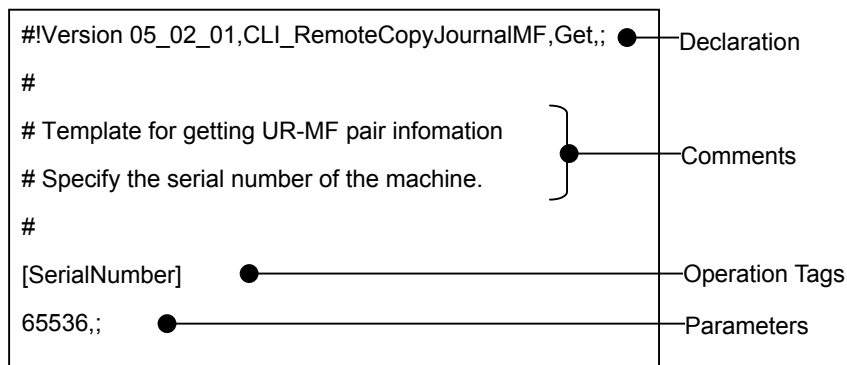 #!Version 05_02_01,CLI_RemoteCopyJournalMF,Get,; Declaration
#
# Template for getting UR-MF pair infomation
Comments
# Specify the serial number of the machine.
#
[SerialNumber] Operation Tags
65536,; Parameters